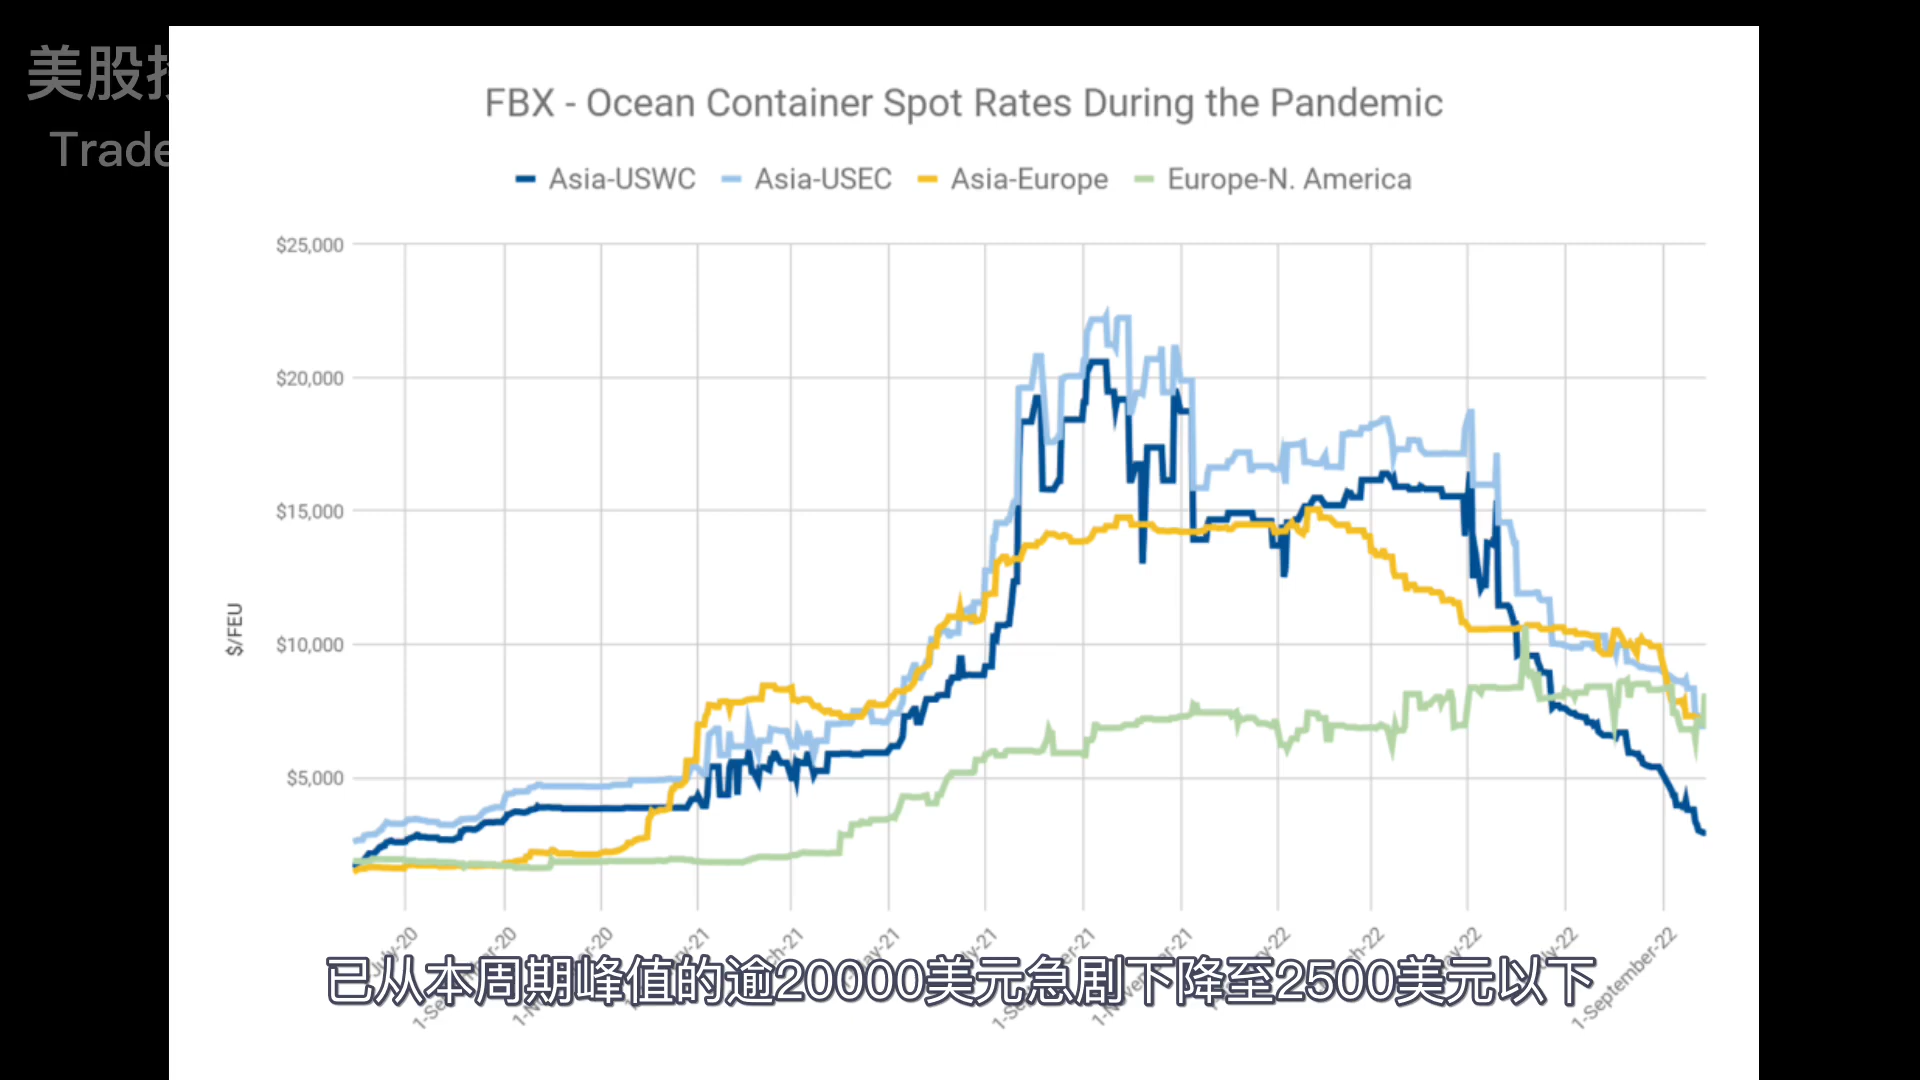 美股
Trade
FBX - Ocean Container Spot Rates During the Pandemic
Asia-USWC Asia-USEC Asia-Europe Europe-N. America
$25,000
$20,000
$15,000
$10,000
$5,000
$/FEU
1-September-22
已从本周期峰值的逾20000美元急剧下降至2500美元以下